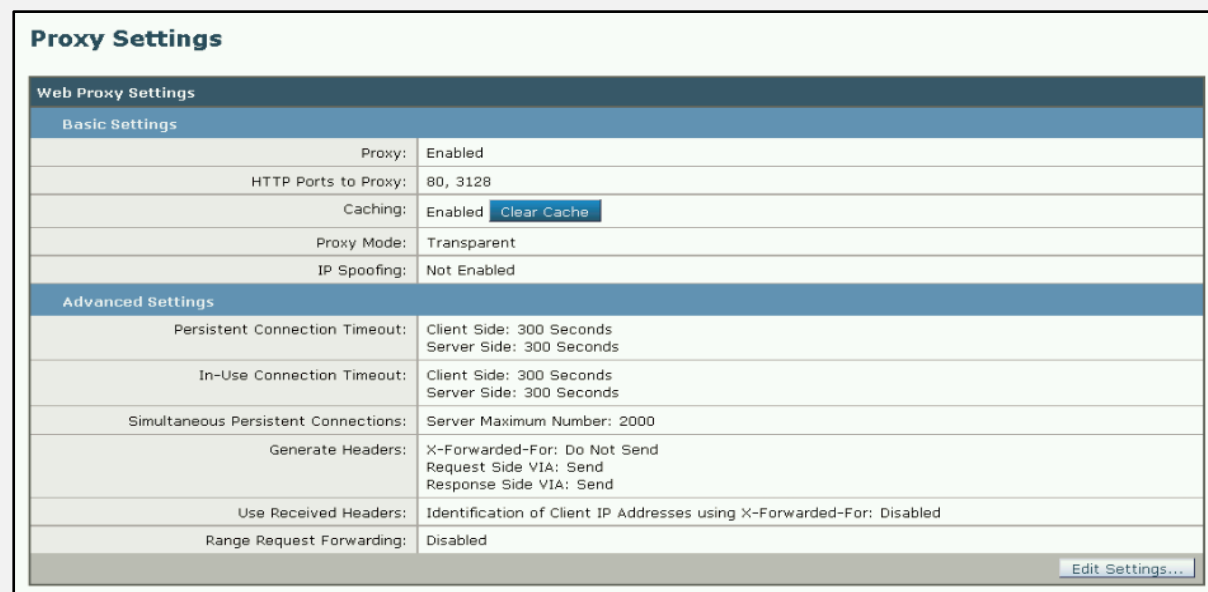 Proxy Settings
Web Proxy Settings
Basic Settings
Proxy: Enabled
HTTP Ports to Proxy: 80, 3128
Caching: Enabled Clear Cache
Proxy Mode: Transparent
IP Spoofing: Not Enabled
Advanced Settings
Persistent Connection Timeout: Client Side: 300 Seconds
Server Side: 300 Seconds
In-Use Connection Timeout: Client Side: 300 Seconds
Server Side: 300 Seconds
Simultaneous Persistent Connections: Server Maximum Number: 2000
Generate Headers: X-Forwarded-For: Do Not Send
Request Side VIA: Send
Response Side VIA: Send
Use Received Headers: Identification of Client IP Addresses using X-Forwarded-For: Disabled
Range Request Forwarding: Disabled
Edit Settings...